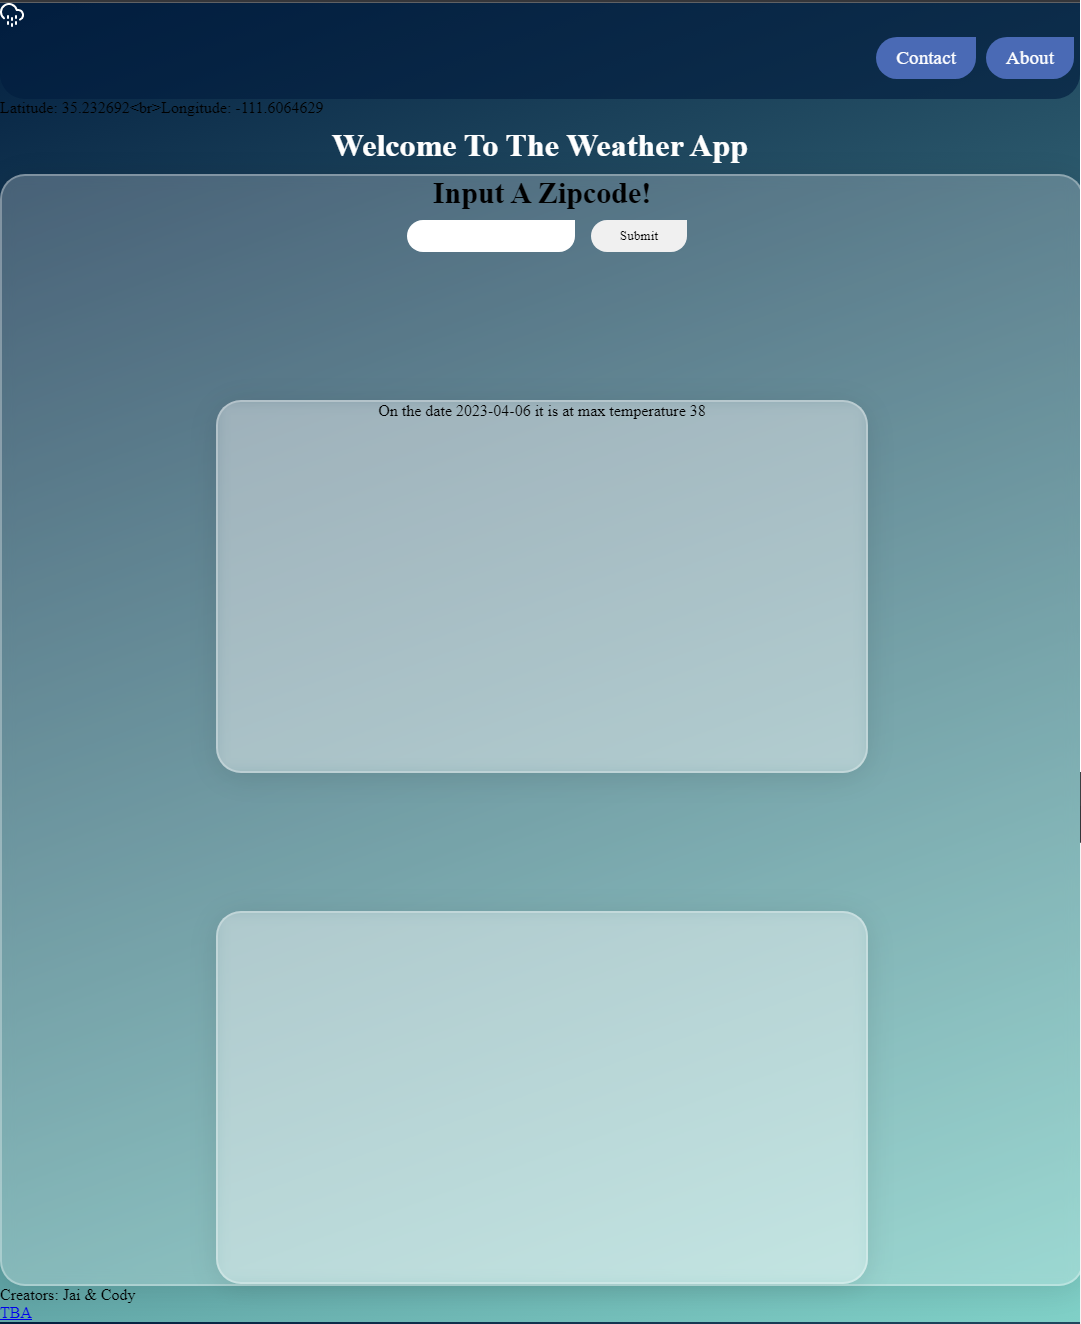 Contact
About
Latitude: 35.232692<br>Longitude: -111.6064629
Welcome To The Weather App
Input A Zipcode!
Submit
On the date 2023-04-06 it is at max temperature 38
Creators: Jai & Cody
TBA